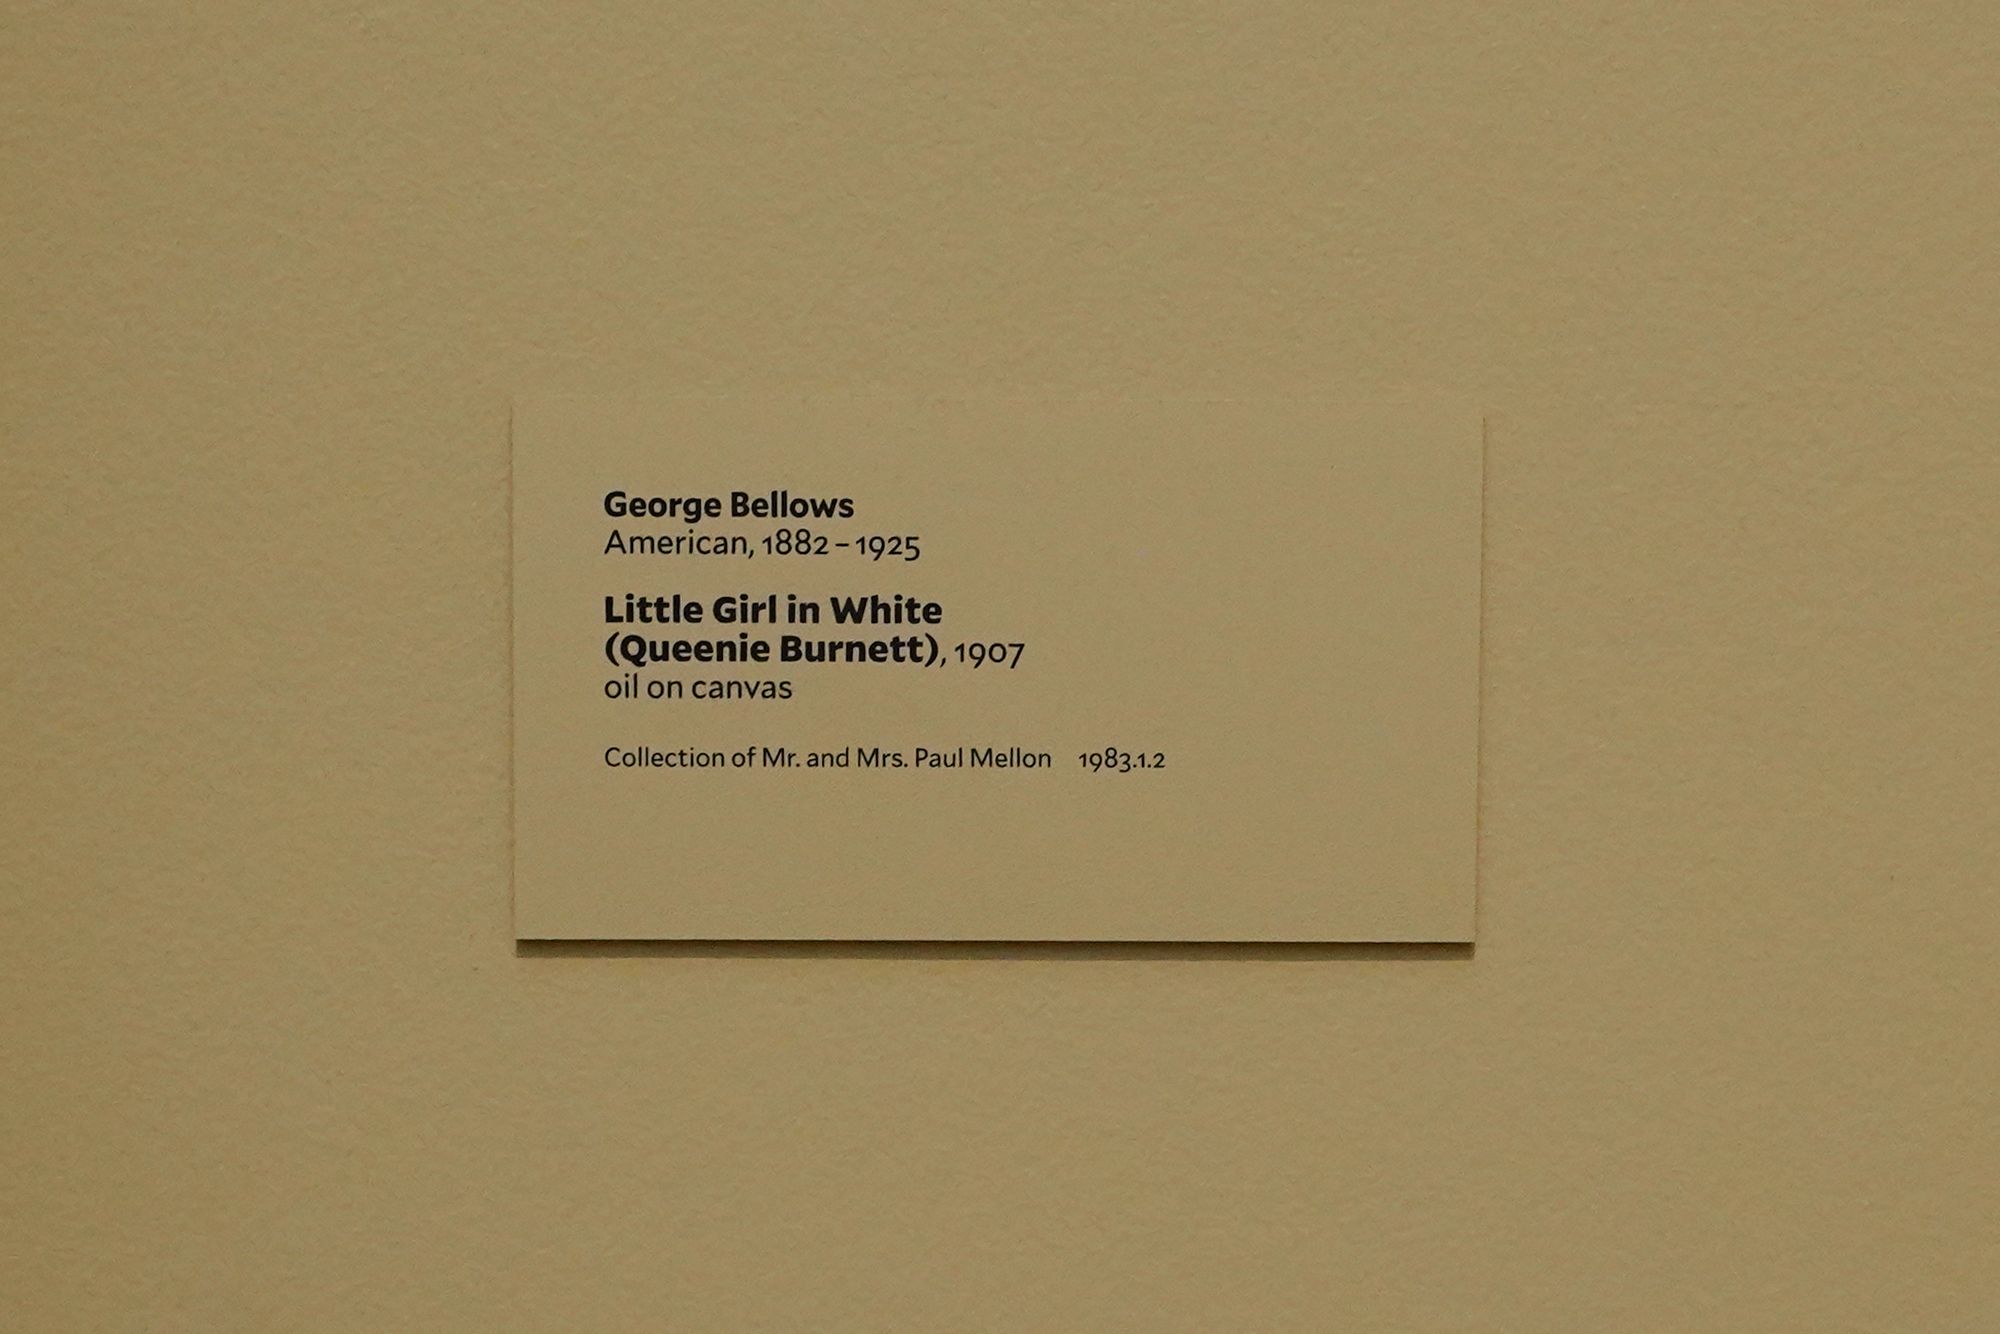 George Bellows
American, 1882–1925
Little Girl in White
(Queenie Burnett), 1907
oil on canvas
Collection of Mr. and Mrs. Paul Mellon 1983.1.2